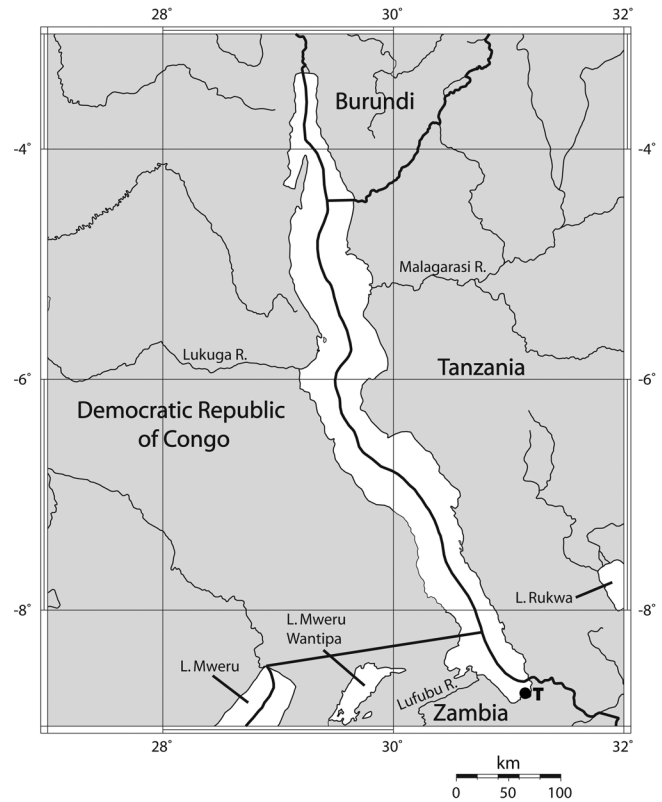 28˚
30˚
32˚
Burundi
-4˚
-4˚
Malagarasi R.
Lukuga R.
Tanzania
-6˚
-6˚
Democratic Republic
of Congo
L. Rukwa
-8˚
-8˚
L. Mweru
Wantipa
L. Mweru
Lufubu R.
T
Zambia
28˚
30˚
32˚
km
0
50
100